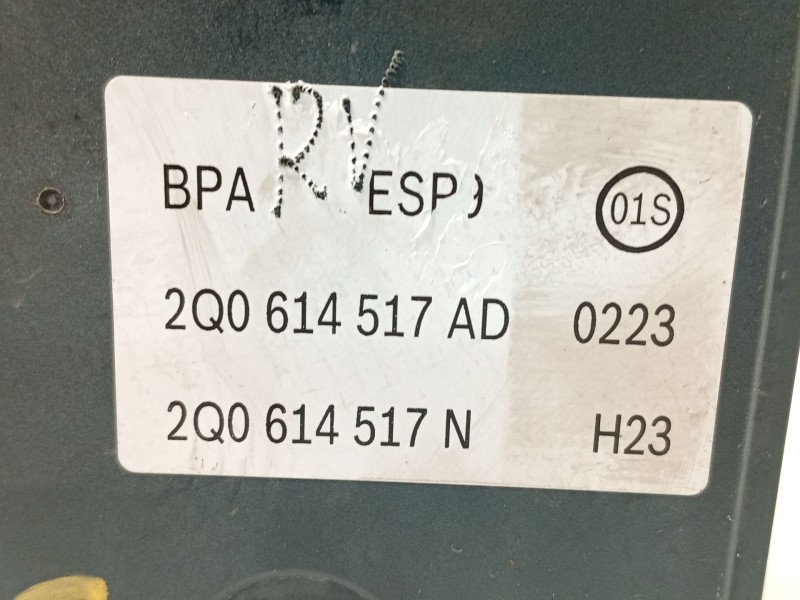 BPA RV ESP 01S
2Q0 614 517 AD 0223
2Q0 614 517 N H23